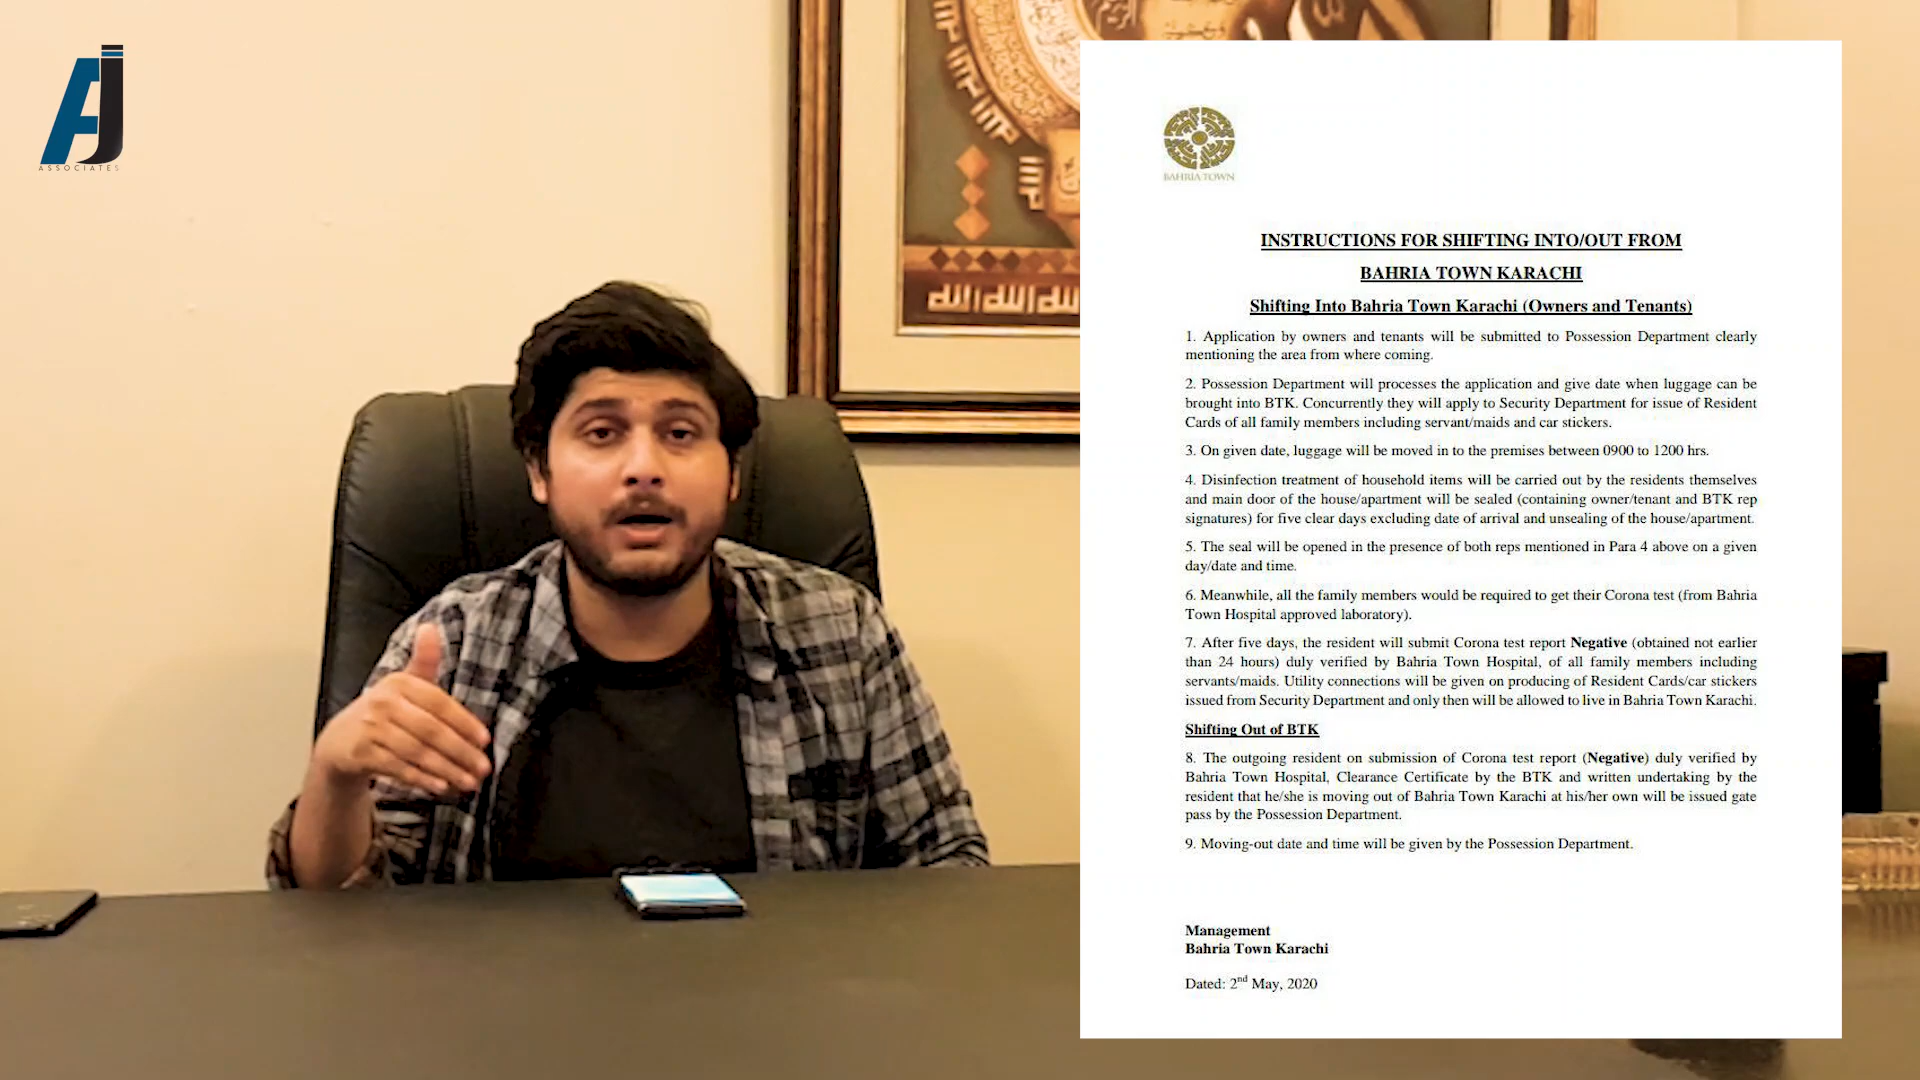 AJ
ASSOCIATES
BAHRIA TOWN
INSTRUCTIONS FOR SHIFTING INTO/OUT FROM
BAHRIA TOWN KARACHI
Shifting Into Bahria Town Karachi (Owners and Tenants)
1. Application by owners and tenants will be submitted to Possession Department clearly
mentioning the area from where coming.
2. Possession Department will processes the application and give date when luggage can be
brought into BTK. Concurrently they will apply to Security Department for issue of Resident
Cards of all family members including servant/maids and car stickers.
3. On given date, luggage will be moved in to the premises between 0900 to 1200 hrs.
4. Disinfection treatment of household items will be carried out by the residents themselves
and main door of the house/apartment will be sealed (containing owner/tenant and BTK rep
signatures) for five clear days excluding date of arrival and unsealing of the house/apartment.
5. The seal will be opened in the presence of both reps mentioned in Para 4 above on a given
day/date and time.
6. Meanwhile, all the family members would be required to get their Corona test (from Bahria
Town Hospital approved laboratory).
7. After five days, the resident will submit Corona test report Negative (obtained not earlier
than 24 hours) duly verified by Bahria Town Hospital, of all family members including
servants/maids. Utility connections will be given on producing of Resident Cards/car stickers
issued from Security Department and only then will be allowed to live in Bahria Town Karachi.
Shifting Out of BTK
8. The outgoing resident on submission of Corona test report (Negative) duly verified by
Bahria Town Hospital, Clearance Certificate by the BTK and written undertaking by the
resident that he/she is moving out of Bahria Town Karachi at his/her own will be issued gate
pass by the Possession Department.
9. Moving-out date and time will be given by the Possession Department.
Management
Bahria Town Karachi
Dated: 2nd May, 2020